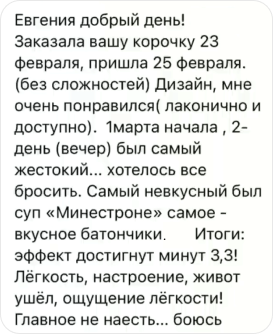 Евгения добрый день!
Заказала вашу корочку 23
февраля, пришла 25 февраля.
(без сложностей) Дизайн, мне
очень понравился( лаконично и
доступно).  1марта начала , 2-
день (вечер) был самый
жестокий... хотелось все
бросить. Самый невкусный был
суп «Минестроне» самое -
вкусное батончики.     Итоги:
эффект достигнут минут 3,3!
Лёгкость, настроение, живот
ушёл, ощущение лёгкости!
Главное не наесть... боюсь